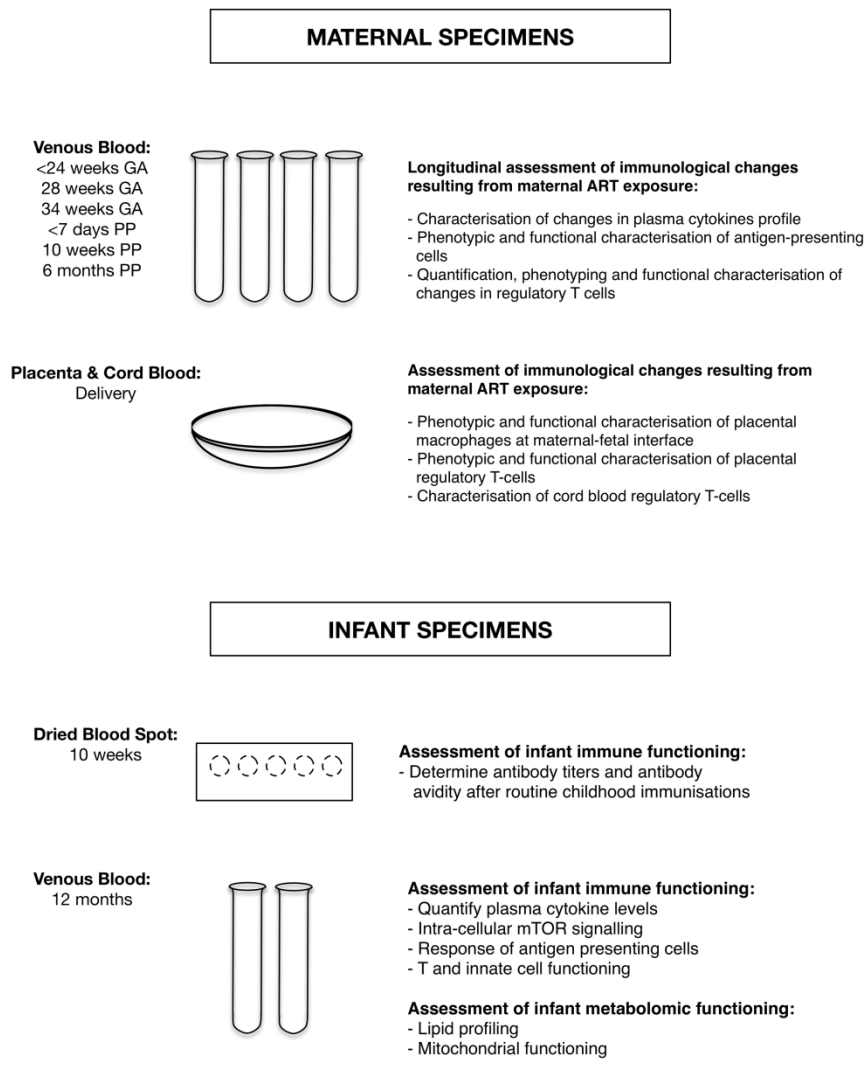 MATERNAL SPECIMENS
Venous Blood:
<24 weeks GA
28 weeks GA
34 weeks GA
<7 days PP
10 weeks PP
6 months PP
Longitudinal assessment of immunological changes
resulting from maternal ART exposure:
- Characterisation of changes in plasma cytokines profile
- Phenotypic and functional characterisation of antigen-presenting
cells
- Quantification, phenotyping and functional characterisation of
changes in regulatory T cells
Placenta & Cord Blood:
Delivery
Assessment of immunological changes resulting from
maternal ART exposure:
- Phenotypic and functional characterisation of placental
macrophages at maternal-fetal interface
- Phenotypic and functional characterisation of placental
regulatory T-cells
- Characterisation of cord blood regulatory T-cells
INFANT SPECIMENS
Dried Blood Spot:
10 weeks
Assessment of infant immune functioning:
- Determine antibody titers and antibody
avidity after routine childhood immunisations
Venous Blood:
12 months
Assessment of infant immune functioning:
- Quantify plasma cytokine levels
- Intra-cellular mTOR signalling
- Response of antigen presenting cells
- T and innate cell functioning
Assessment of infant metabolomic functioning:
- Lipid profiling
- Mitochondrial functioning